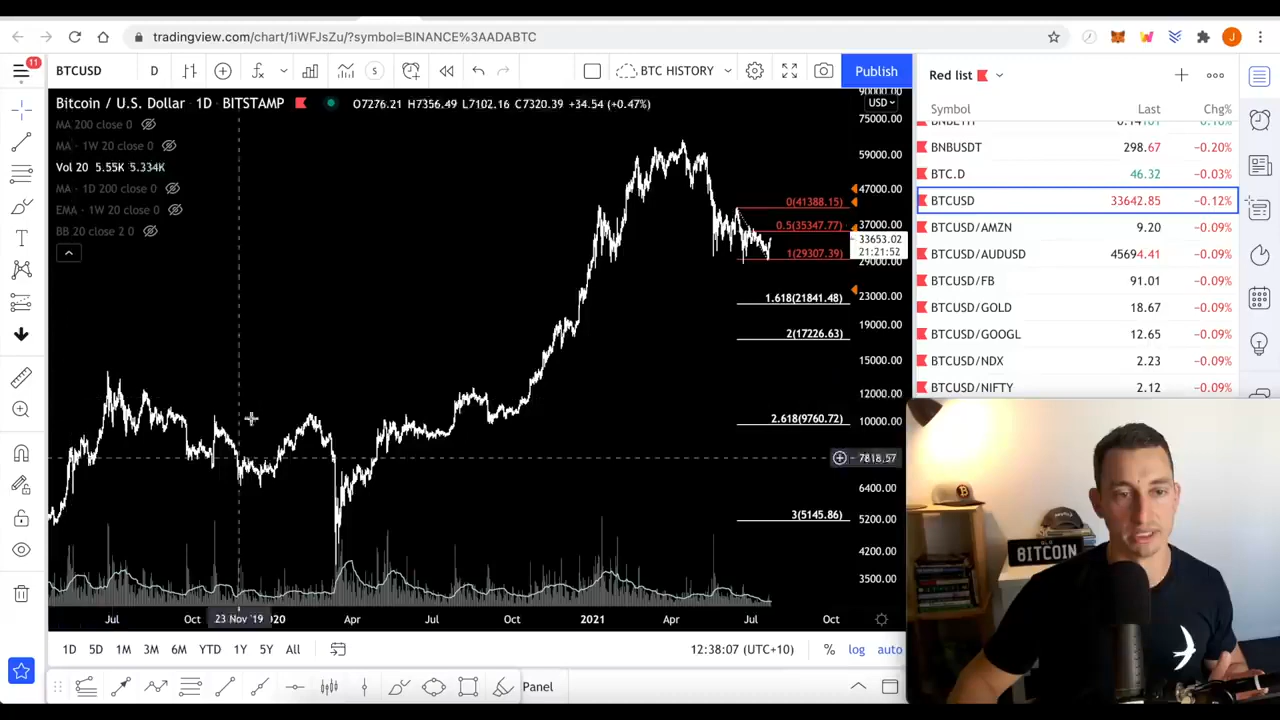 tradingview.com/chart/1iWFJsZu/?symbol=BINANCE%3AADABTC
J
11
BTCUSD D S BTC HISTORY Publish
Bitcoin / U.S. Dollar · 1D · BITSTAMP O7276.21 H7356.49 L7102.16 C7320.39 +34.54 (+0.47%)
MA 200 close 0
MA · 1W 20 close 0
Vol 20 5.55K 5.334K
MA · 1D 200 close 0
EMA · 1W 20 close 0
BB 20 close 2 0
90000.00
USD
75000.00
59000.00
47000.00
0(41388.15)
37000.00
0.5(35347.77)
33653.02
21:21:52
1(29307.39)
29000.00
23000.00
1.618(21841.48)
19000.00
2(17226.63)
15000.00
12000.00
10000.00
2.618(9760.72)
7818.57
6400.00
5200.00
3(5145.86)
4200.00
3500.00
Jul Oct 23 Nov '19 020 Apr Jul Oct 2021 Apr Jul Oct
1D 5D 1M 3M 6M YTD 1Y 5Y All 12:38:07 (UTC+10) % log auto
Panel
Red list
Symbol Last Chg%
BNBETH 0.14101 −0.16%
BNBUSDT 298.67 −0.20%
BTC.D 46.32 −0.03%
BTCUSD 33642.85 −0.12%
BTCUSD/AMZN 9.20 −0.09%
BTCUSD/AUDUSD 45694.41 −0.09%
BTCUSD/FB 91.01 −0.09%
BTCUSD/GOLD 18.67 −0.09%
BTCUSD/GOOGL 12.65 −0.09%
BTCUSD/NDX 2.23 −0.09%
BTCUSD/NIFTY 2.12 −0.09%
B
BITCOIN